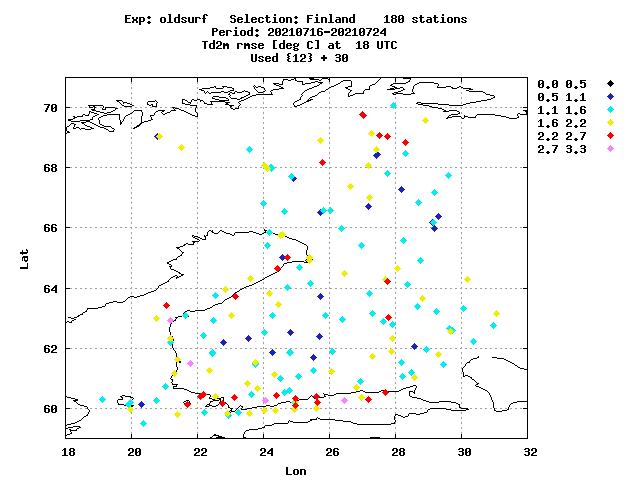 Exp: oldsurf Selection: Finland 180 stations
Period: 20210716-20210724
Td2m rmse [deg C] at 18 UTC
Used {12} + 30
0.0 0.5
0.5 1.1
1.1 1.6
1.6 2.2
2.2 2.7
2.7 3.3
70
68
66
64
62
60
Lat
18 20 22 24 26 28 30 32
Lon